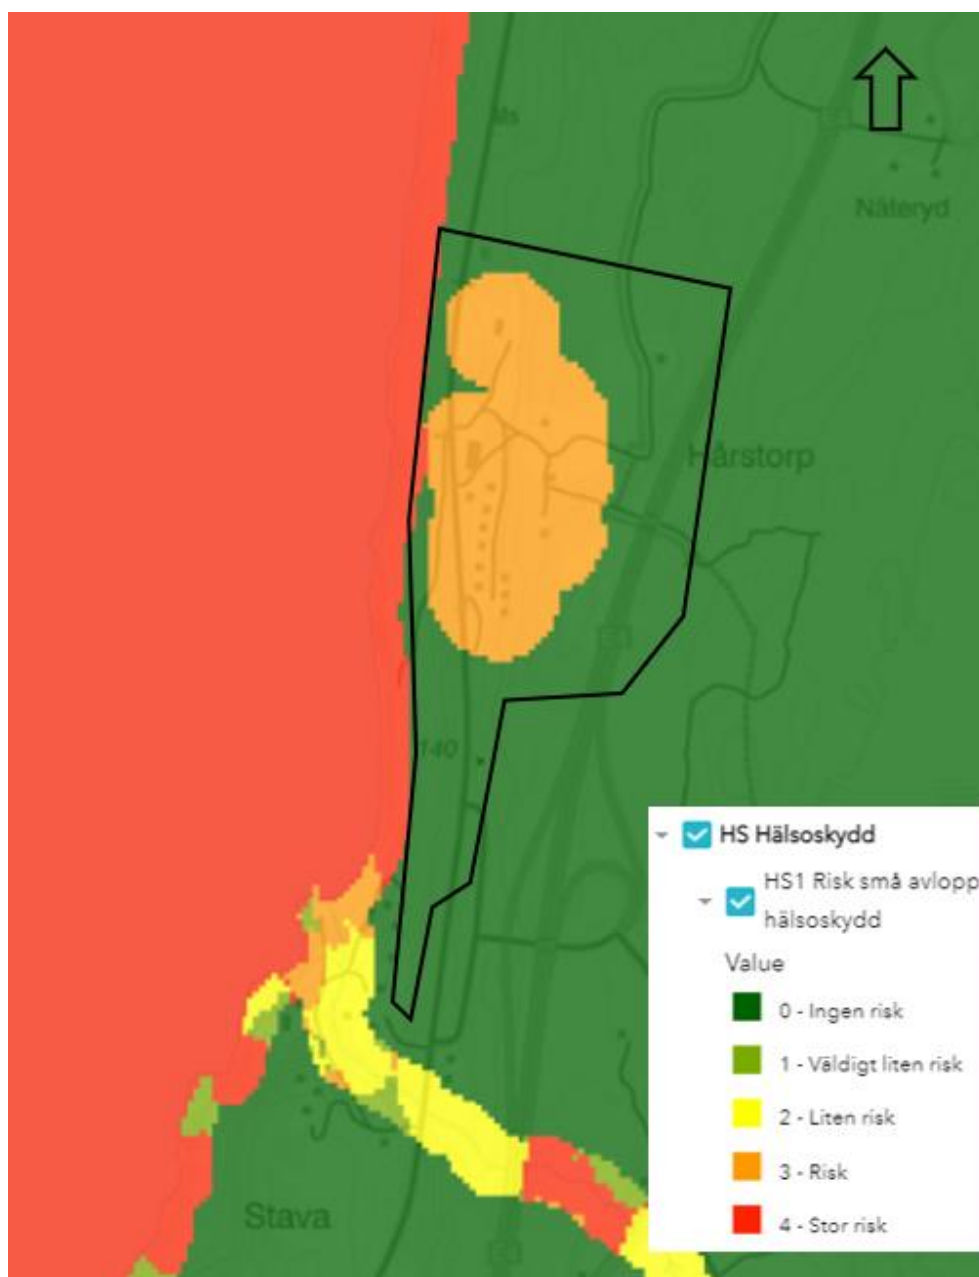 Näteryd
Hårstorp
140
HS Hälsoskydd
HS1 Risk små avlopp
hälsoskydd
Value
0 - Ingen risk
1 - Väldigt liten risk
2 - Liten risk
3 - Risk
4 - Stor risk
Stava